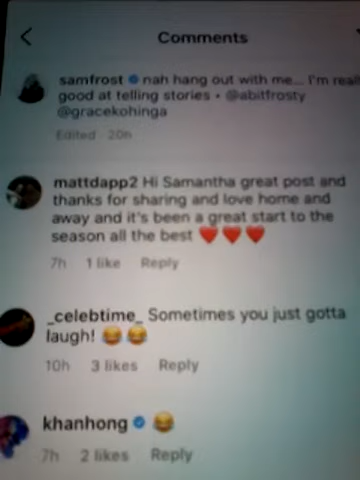 Comments
samfrost nah hang out with me... I'm real
good at telling stories • @abitfrosty
@gracekohinga
Edited · 20h
mattdapp2 Hi Samantha great post and
thanks for sharing and love home and
away and it's been a great start to the
season all the best ❤️❤️❤️
7h 1 like Reply
_celebtime_ Sometimes you just gotta
laugh! 😂😂
10h 3 likes Reply
khanhong 😂
7h 2 likes Reply